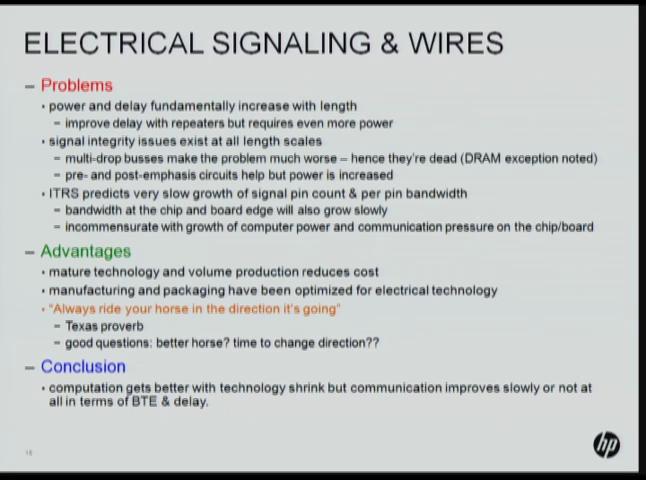 ELECTRICAL SIGNALING & WIRES
– Problems
• power and delay fundamentally increase with length
– improve delay with repeaters but requires even more power
• signal integrity issues exist at all length scales
– multi-drop busses make the problem much worse – hence they're dead (DRAM exception noted)
– pre- and post-emphasis circuits help but power is increased
• ITRS predicts very slow growth of signal pin count & per pin bandwidth
– bandwidth at the chip and board edge will also grow slowly
– incommensurate with growth of computer power and communication pressure on the chip/board
– Advantages
• mature technology and volume production reduces cost
• manufacturing and packaging have been optimized for electrical technology
• "Always ride your horse in the direction it's going"
– Texas proverb
– good questions: better horse? time to change direction??
– Conclusion
• computation gets better with technology shrink but communication improves slowly or not at
all in terms of BTE & delay.
hp